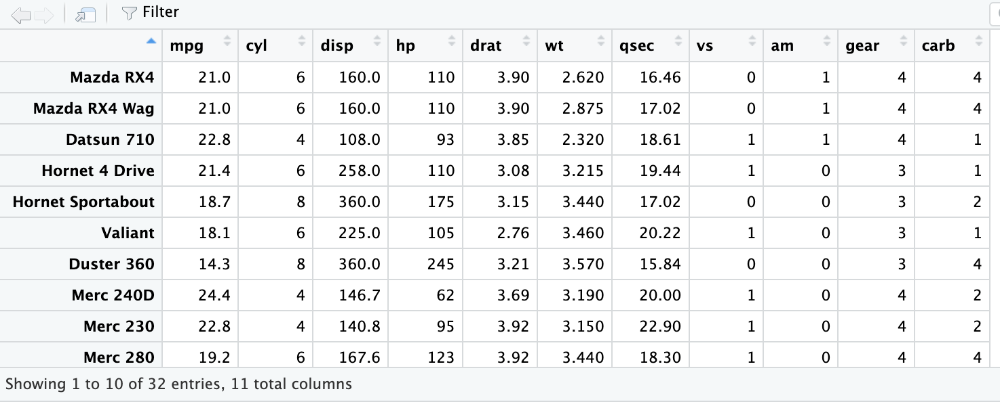 Filter
mpg cyl disp hp drat wt qsec vs am gear carb
Mazda RX4 21.0 6 160.0 110 3.90 2.620 16.46 0 1 4 4
Mazda RX4 Wag 21.0 6 160.0 110 3.90 2.875 17.02 0 1 4 4
Datsun 710 22.8 4 108.0 93 3.85 2.320 18.61 1 1 4 1
Hornet 4 Drive 21.4 6 258.0 110 3.08 3.215 19.44 1 0 3 1
Hornet Sportabout 18.7 8 360.0 175 3.15 3.440 17.02 0 0 3 2
Valiant 18.1 6 225.0 105 2.76 3.460 20.22 1 0 3 1
Duster 360 14.3 8 360.0 245 3.21 3.570 15.84 0 0 3 4
Merc 240D 24.4 4 146.7 62 3.69 3.190 20.00 1 0 4 2
Merc 230 22.8 4 140.8 95 3.92 3.150 22.90 1 0 4 2
Merc 280 19.2 6 167.6 123 3.92 3.440 18.30 1 0 4 4
Showing 1 to 10 of 32 entries, 11 total columns